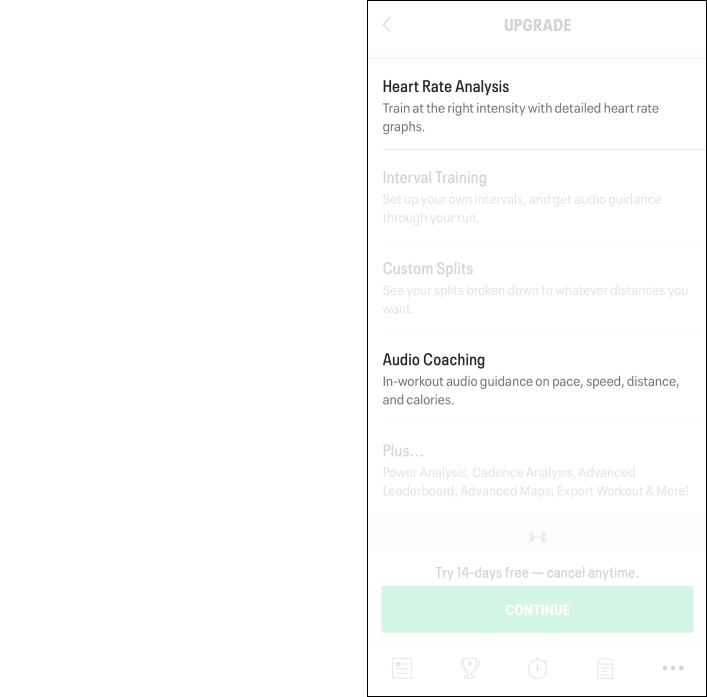 UPGRADE
Heart Rate Analysis
Train at the right intensity with detailed heart rate
graphs.
Interval Training
Set up your own intervals, and get audio guidance
through your run.
Custom Splits
See your splits broken down to whatever distances you
want.
Audio Coaching
In-workout audio guidance on pace, speed, distance,
and calories.
Plus...
Power Analysis, Cadence Analysis, Advanced
Leaderboard, Advanced Maps, Export Workout & More!
Try 14-days free — cancel anytime.
CONTINUE